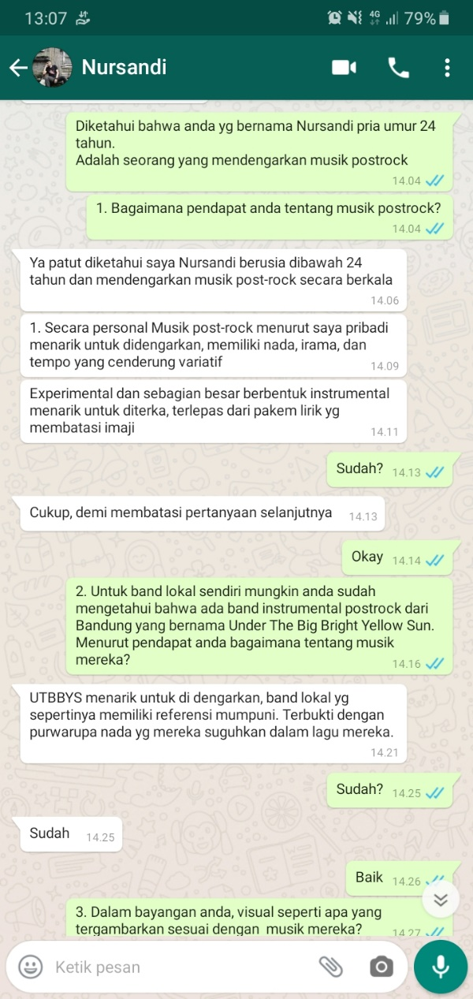 13:07
4G
79%
Nursandi
Diketahui bahwa anda yg bernama Nursandi pria umur 24
tahun.
Adalah seorang yang mendengarkan musik postrock
14.04
1. Bagaimana pendapat anda tentang musik postrock?
14.04
Ya patut diketahui saya Nursandi berusia dibawah 24
tahun dan mendengarkan musik post-rock secara berkala
14.06
1. Secara personal Musik post-rock menurut saya pribadi
menarik untuk didengarkan, memiliki nada, irama, dan
tempo yang cenderung variatif
14.09
Experimental dan sebagian besar berbentuk instrumental
menarik untuk diterka, terlepas dari pakem lirik yg
membatasi imaji
14.11
Sudah?
14.13
Cukup, demi membatasi pertanyaan selanjutnya
14.13
Okay
14.14
2. Untuk band lokal sendiri mungkin anda sudah
mengetahui bahwa ada band instrumental postrock dari
Bandung yang bernama Under The Big Bright Yellow Sun.
Menurut pendapat anda bagaimana tentang musik
mereka?
14.16
UTBBYS menarik untuk di dengarkan, band lokal yg
sepertinya memiliki referensi mumpuni. Terbukti dengan
purwarupa nada yg mereka suguhkan dalam lagu mereka.
14.21
Sudah?
14.25
Sudah
14.25
Baik
14.26
3. Dalam bayangan anda, visual seperti apa yang
tergambarkan sesuai dengan musik mereka?
14.27
Ketik pesan